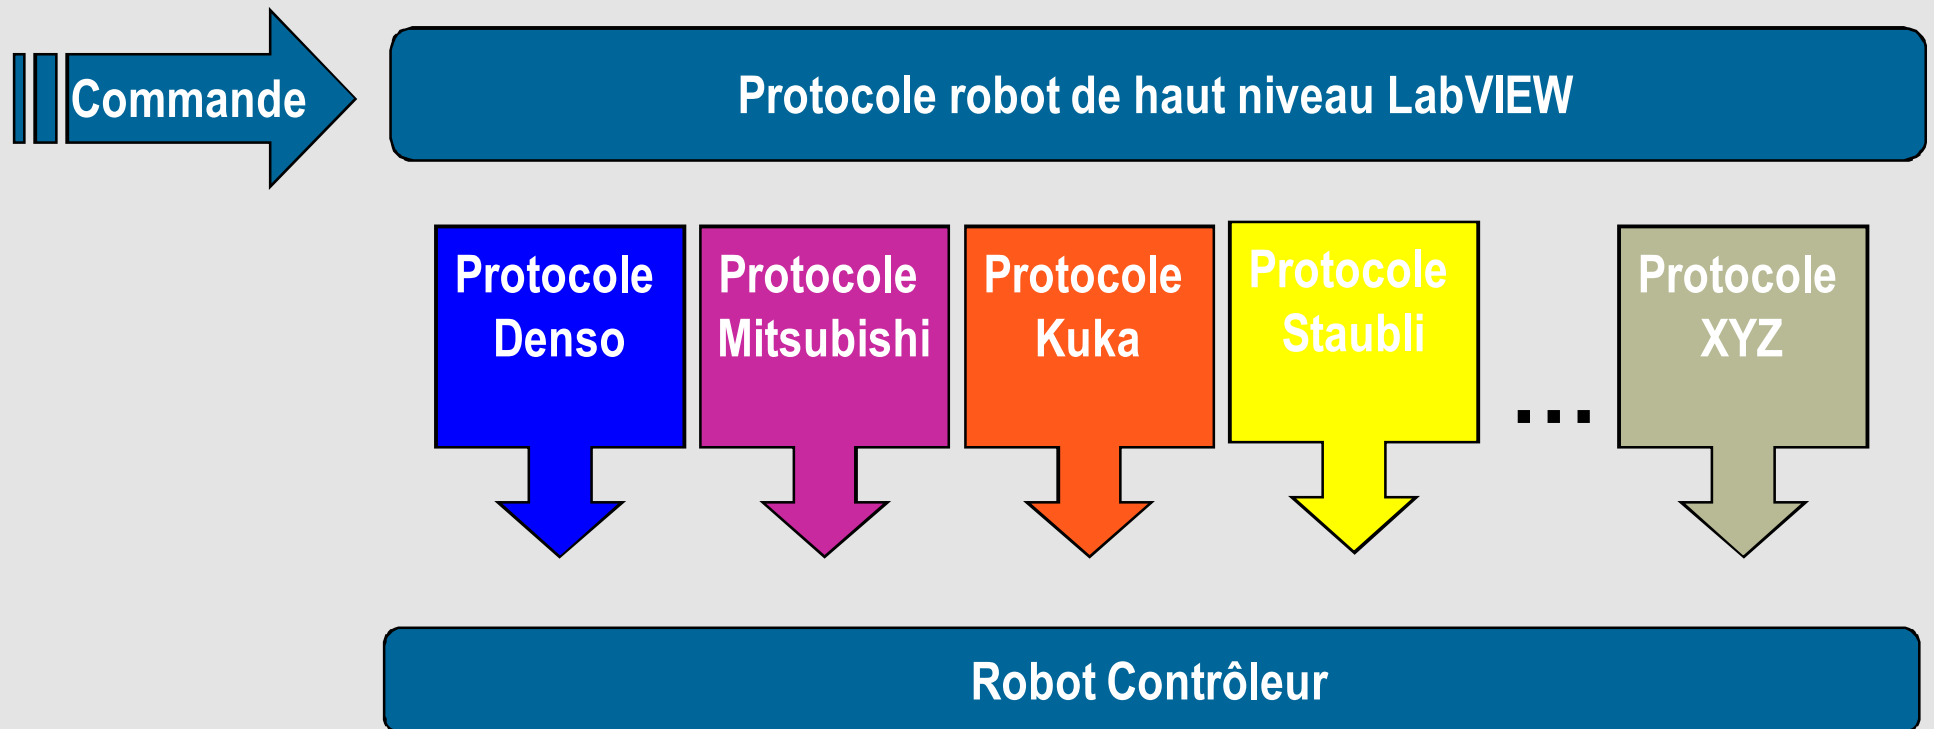 Commande
Protocole robot de haut niveau LabVIEW
Protocole
Denso
Protocole
Mitsubishi
Protocole
Kuka
Protocole
Staubli
...
Protocole
XYZ
Robot Contrôleur